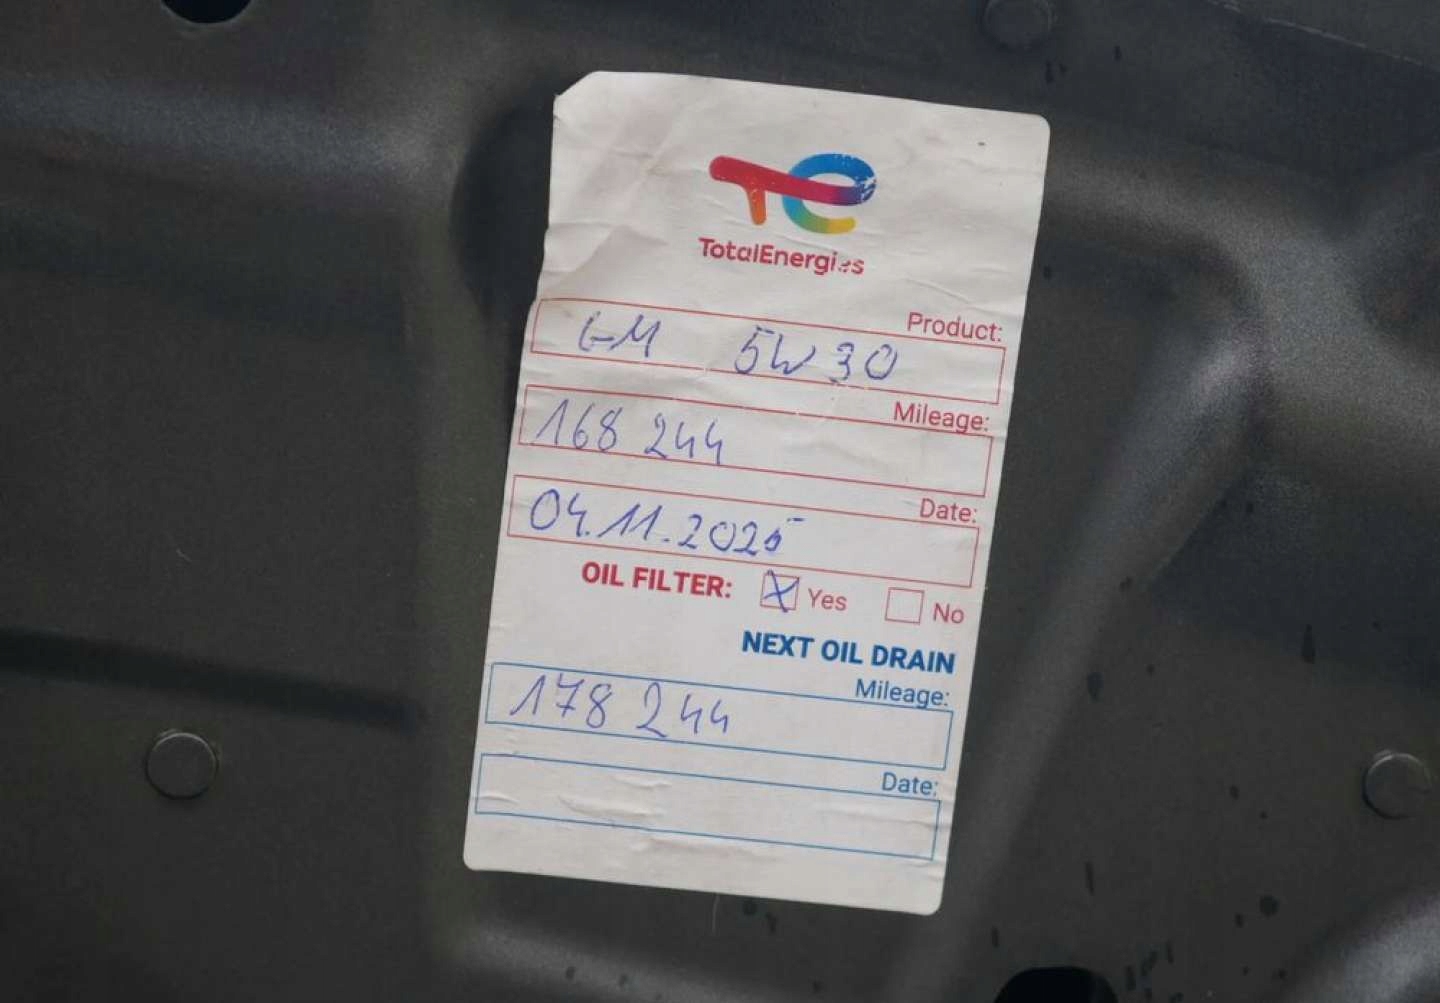 TotalEnergies
Product:
GM 5W30
Mileage:
168 244
Date:
04.11.2025
OIL FILTER: Yes No
NEXT OIL DRAIN
Mileage:
178 244
Date: